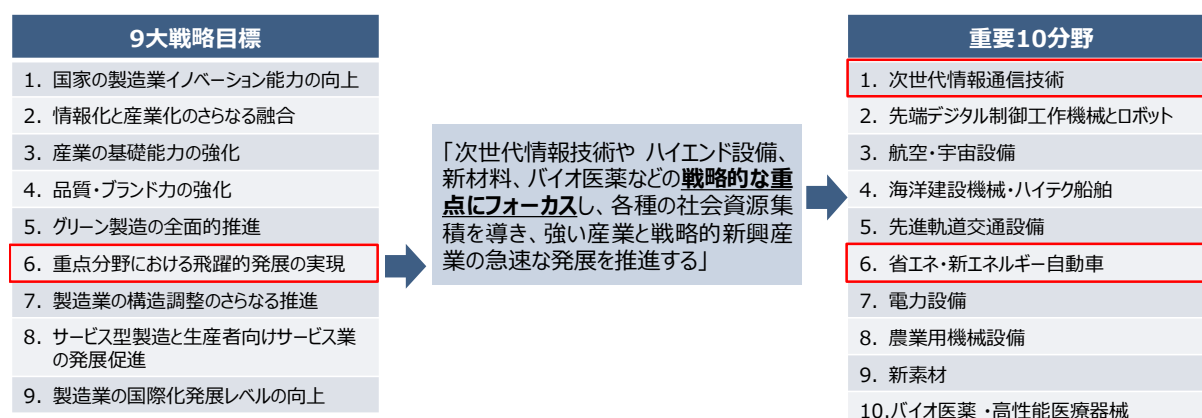 9大戦略目標
1. 国家の製造業イノベーション能力の向上
2. 情報化と産業化のさらなる融合
3. 産業の基礎能力の強化
4. 品質・ブランド力の強化
5. グリーン製造の全面的推進
6. 重点分野における飛躍的発展の実現
7. 製造業の構造調整のさらなる推進
8. サービス型製造と生産者向けサービス業
の発展促進
9. 製造業の国際化発展レベルの向上
「次世代情報技術や ハイエンド設備、
新材料、バイオ医薬などの戦略的な重
点にフォーカスし、各種の社会資源集
積を導き、強い産業と戦略的新興産
業の急速な発展を推進する」
重要10分野
1. 次世代情報通信技術
2. 先端デジタル制御工作機械とロボット
3. 航空・宇宙設備
4. 海洋建設機械・ハイテク船舶
5. 先進軌道交通設備
6. 省エネ・新エネルギー自動車
7. 電力設備
8. 農業用機械設備
9. 新素材
10.バイオ医薬 ・高性能医療器械